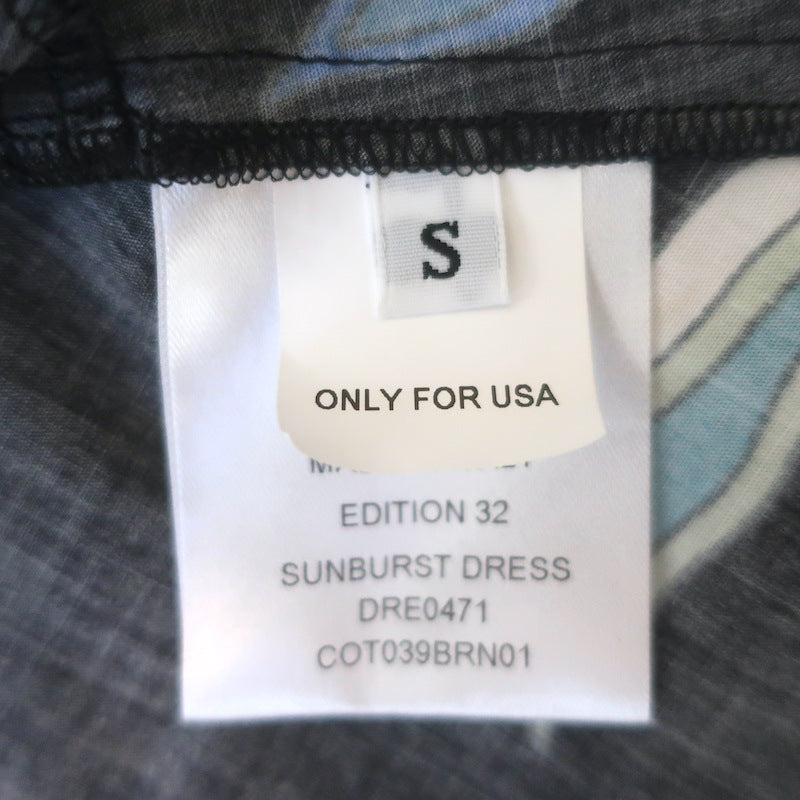 S
ONLY FOR USA
EDITION 32
SUNBURST DRESS
DRE0471
COT039BRN01